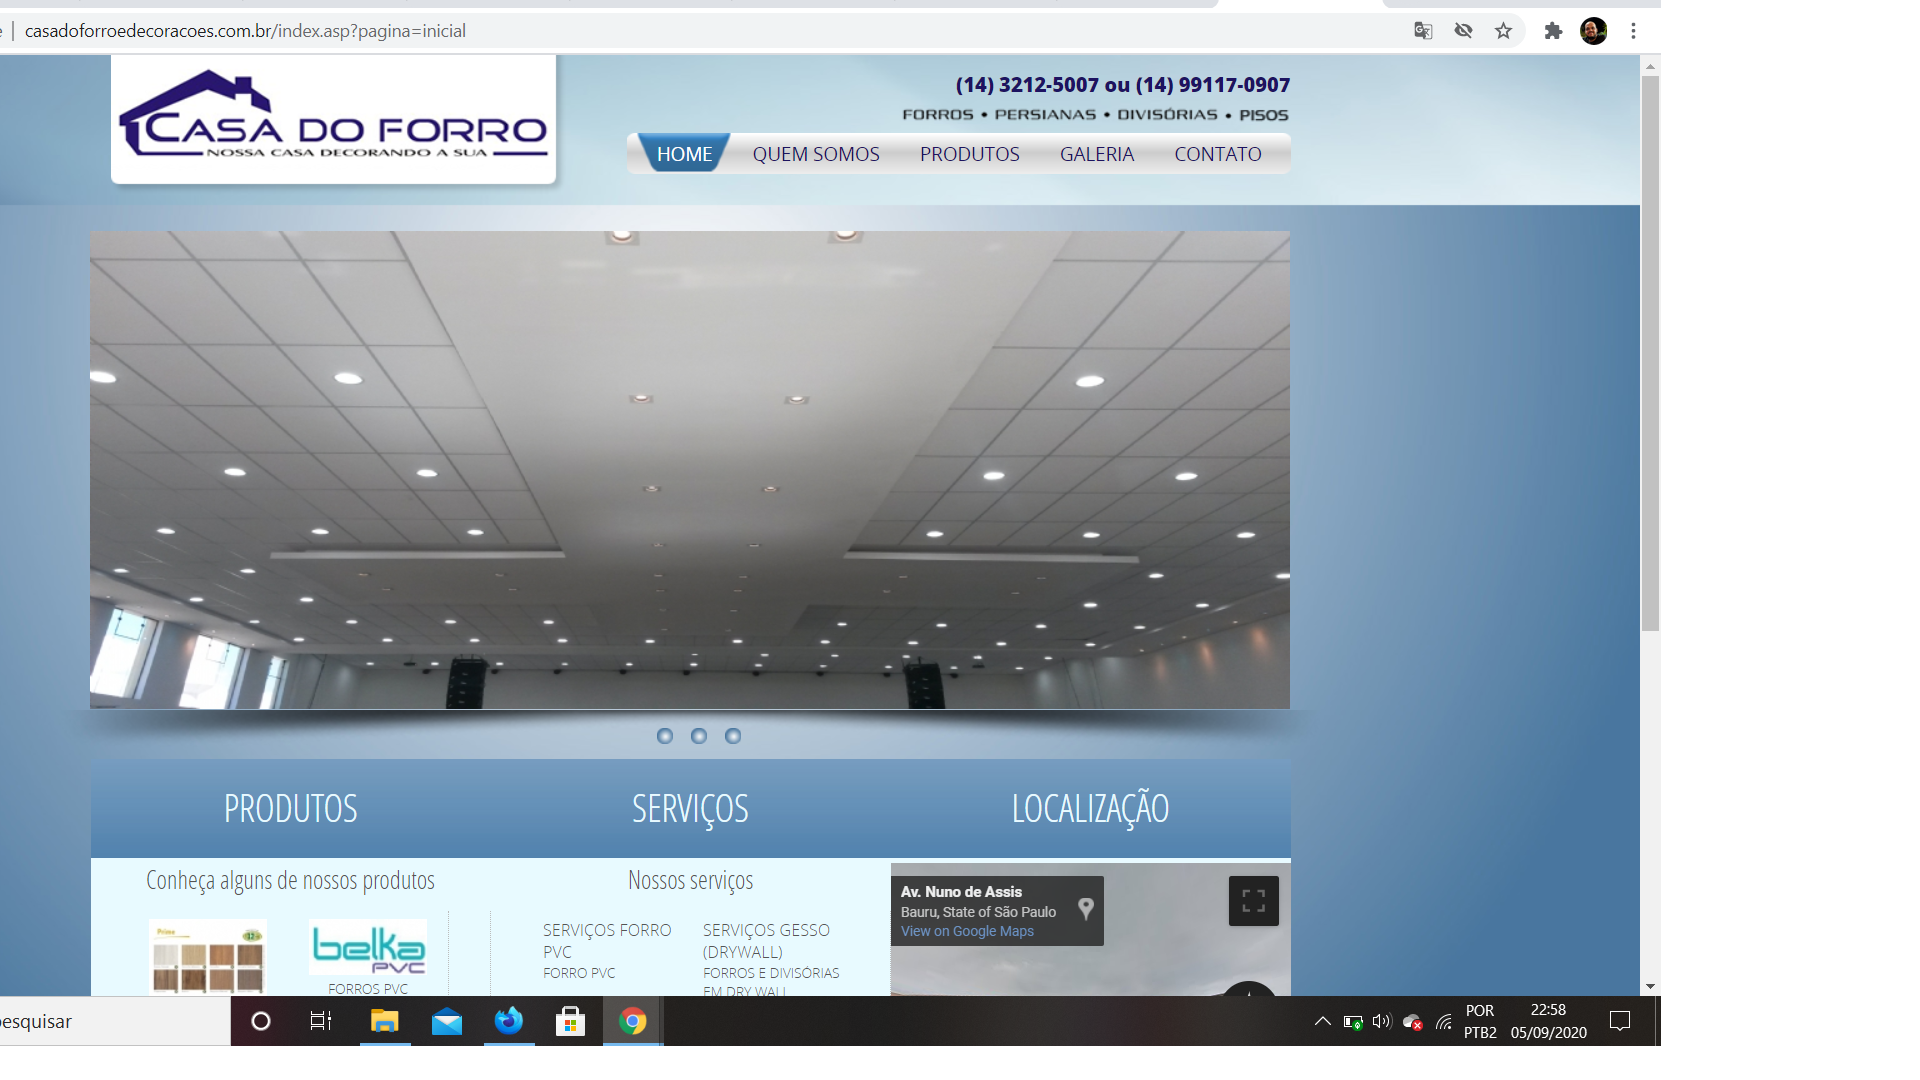 casadoforroedecoracoes.com.br/index.asp?pagina=inicial
CASA DO FORRO
NOSSA CASA DECORANDO A SUA
(14) 3212-5007 ou (14) 99117-0907
FORROS • PERSIANAS • DIVISÓRIAS • PISOS
HOME QUEM SOMOS PRODUTOS GALERIA CONTATO
PRODUTOS
SERVIÇOS
LOCALIZAÇÃO
Conheça alguns de nossos produtos
Prime
belka
PVC
FORROS PVC
Nossos serviços
SERVIÇOS FORRO
PVC
FORRO PVC
SERVIÇOS GESSO
(DRYWALL)
FORROS E DIVISÓRIAS
EM DRY WALL
Av. Nuno de Assis
Bauru, State of São Paulo
View on Google Maps
esquisar
POR
PTB2
22:58
05/09/2020